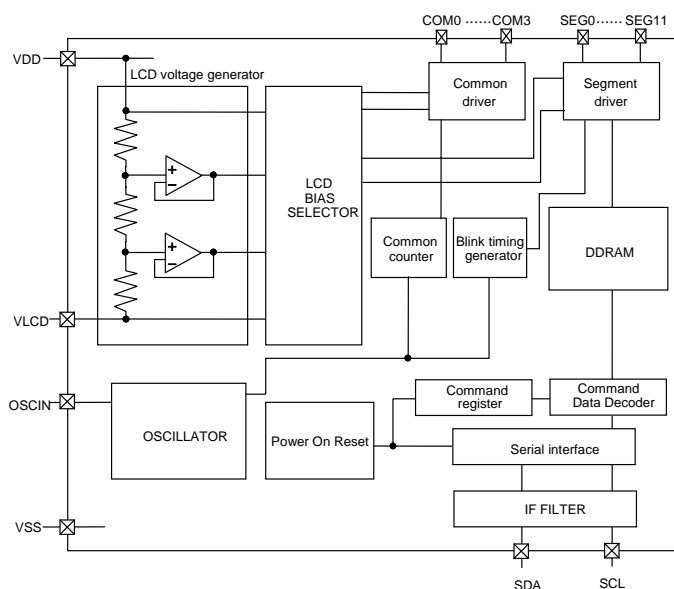 COM0 ······COM3
SEG0······ SEG11
VDD
LCD voltage generator
Common
driver
Segment
driver
+
−
LCD
BIAS
SELECTOR
+
−
Common
counter
Blink timing
generator
DDRAM
VLCD
OSCIN
OSCILLATOR
Power On Reset
Command
register
Command
Data Decoder
Serial interface
IF FILTER
VSS
SDA
SCL